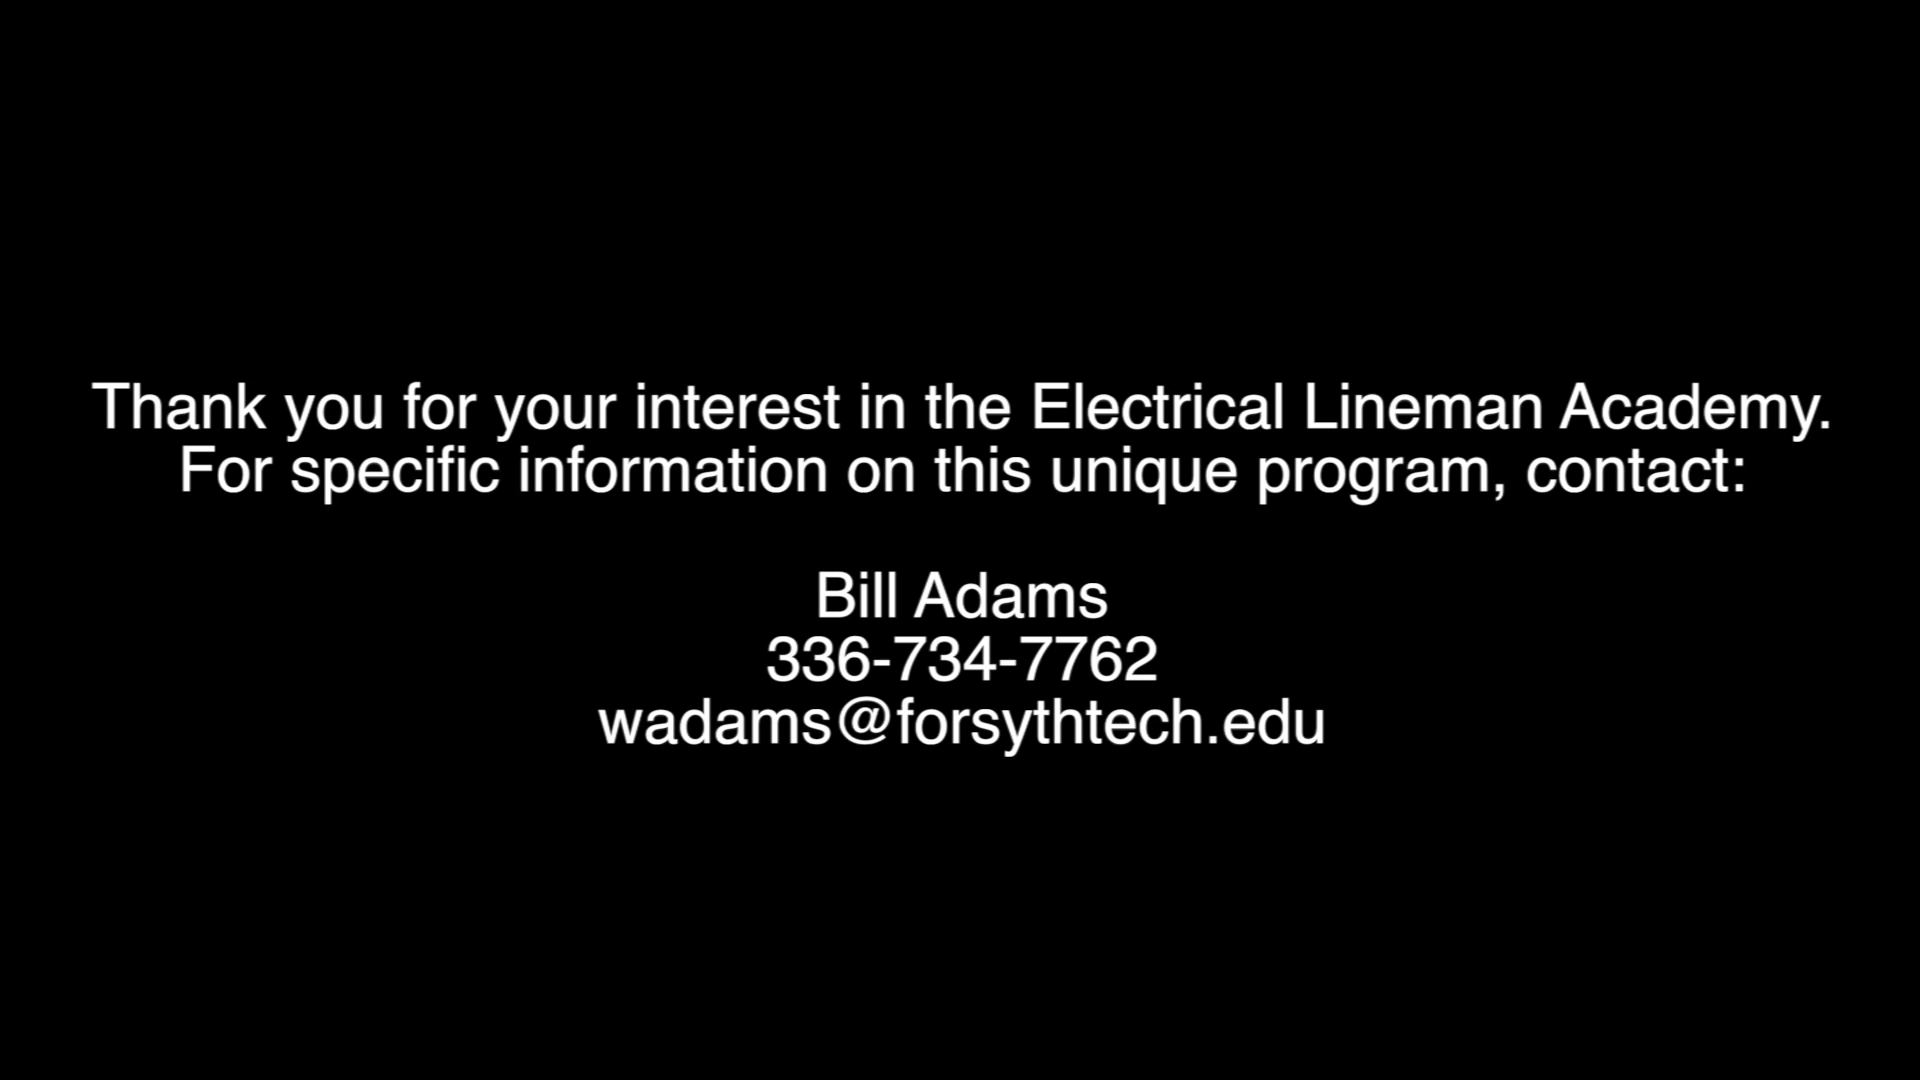 Thank you for your interest in the Electrical Lineman Academy.
For specific information on this unique program, contact:
Bill Adams
336-734-7762
wadams@forsythtech.edu